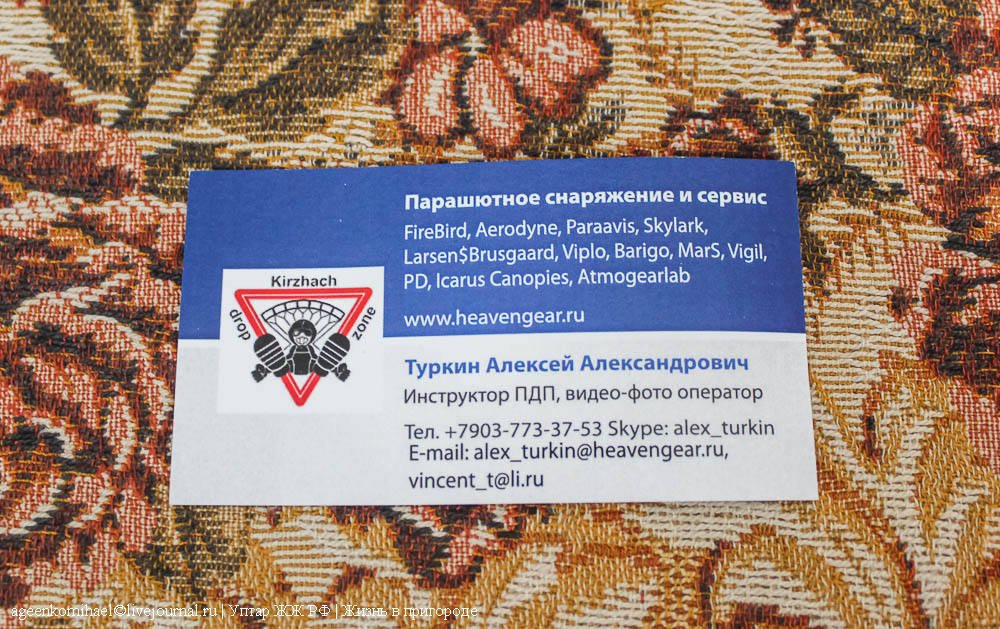 Парашютное снаряжение и сервис
FireBird, Aerodyne, Paraavis, Skylark,
Larsen$Brusgaard, Viplo, Barigo, MarS, Vigil,
PD, Icarus Canopies, Atmogearlab
www.heavengear.ru
Kirzhach
drop
zone
Туркин Алексей Александрович
Инструктор ПДП, видео-фото оператор
Тел. +7903-773-37-53 Skype: alex_turkin
E-mail: alex_turkin@heavengear.ru,
vincent_t@li.ru
ageenkomihael©livejournal.ru | Углар ЖЖ РФ | Жизнь в пригороде